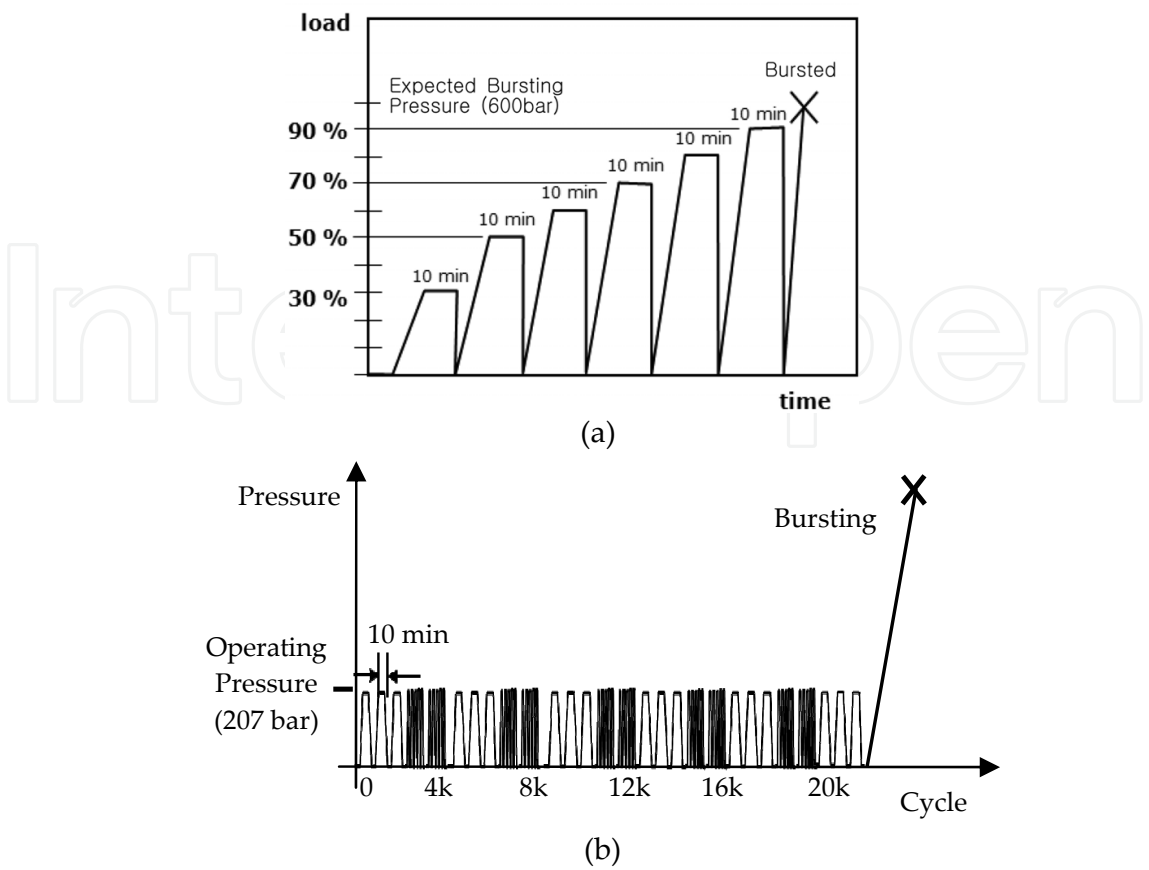 load
Bursted
Expected Bursting
Pressure (600bar)
10 min
90 %
10 min
10 min
70 %
10 min
10 min
50 %
10 min
30 %
time
(a)
Pressure
Bursting
Operating
Pressure
(207 bar)
10 min
0 4k 8k 12k 16k 20k
Cycle
(b)